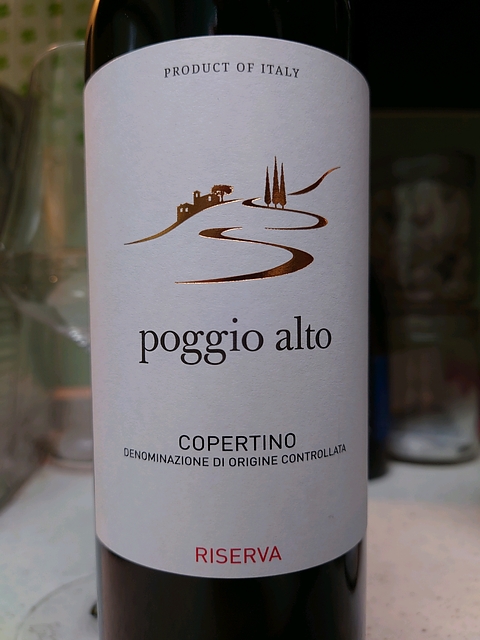 PRODUCT OF ITALY
poggio alto
COPERTINO
DENOMINAZIONE DI ORIGINE CONTROLLATA
RISERVA